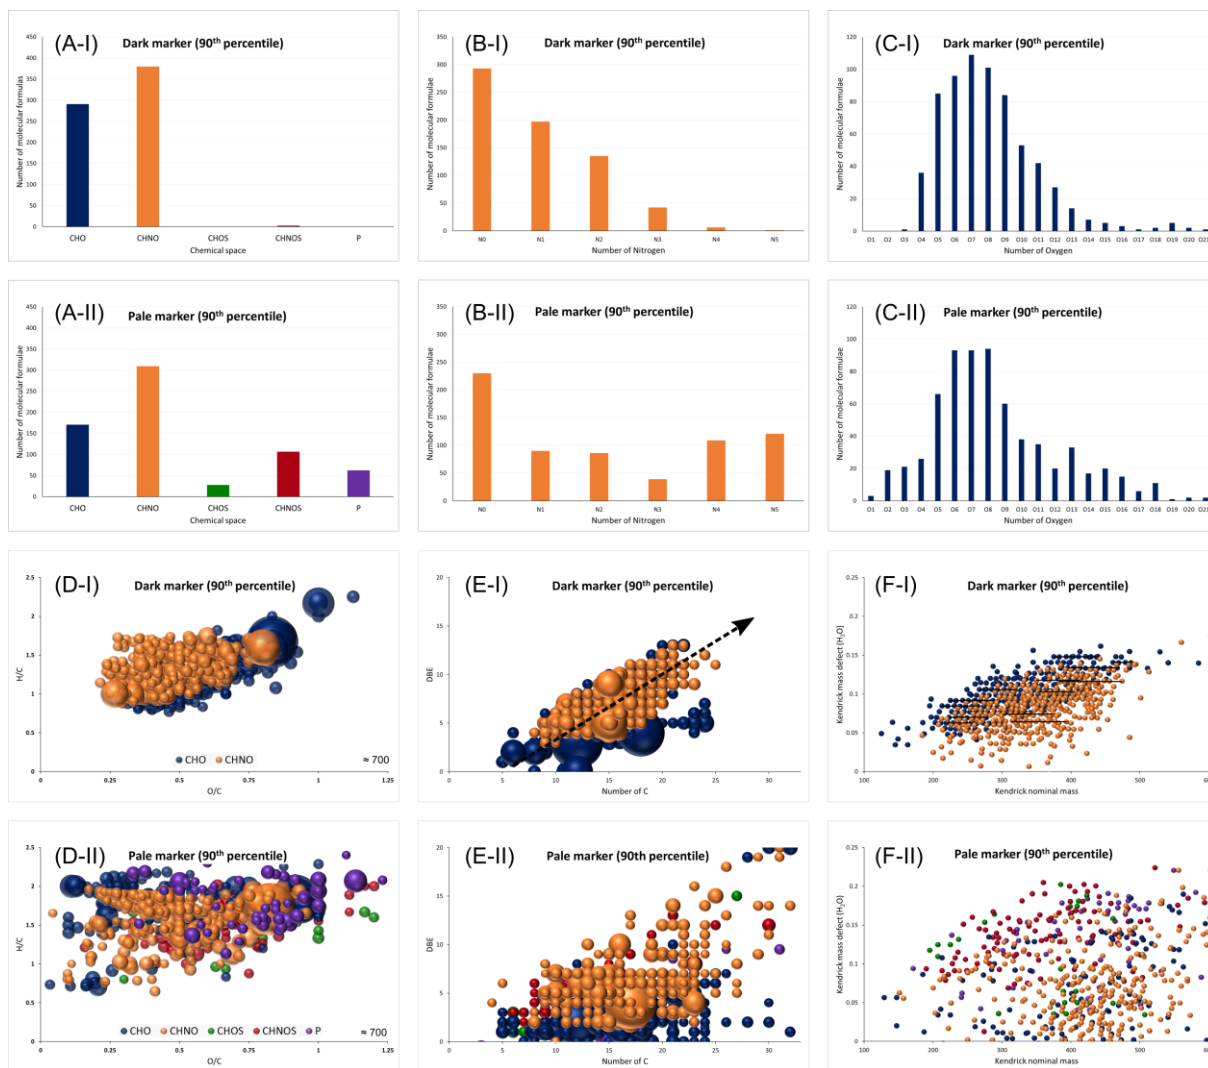 (A-I) Dark marker (90th percentile)
Number of molecular formulas
450
400
350
300
250
200
150
100
50
0
CHO CHNO CHOS CHNOS P
Chemical space
(B-I) Dark marker (90th percentile)
Number of molecular formulae
350
300
250
200
150
100
50
0
N0 N1 N2 N3 N4 N5
Number of Nitrogen
(C-I) Dark marker (90th percentile)
Number of molecular formulae
120
100
80
60
40
20
0
O1 O2 O3 O4 O5 O6 O7 O8 O9 O10 O11 O12 O13 O14 O15 O16 O17 O18 O19 O20 O21
Number of Oxygen
(A-II) Pale marker (90th percentile)
Number of molecular formulae
450
400
350
300
250
200
150
100
50
0
CHO CHNO CHOS CHNOS P
Chemical space
(B-II) Pale marker (90th percentile)
Number of molecular formulae
350
300
250
200
150
100
50
0
N0 N1 N2 N3 N4 N5
Number of Nitrogen
(C-II) Pale marker (90th percentile)
Number of molecular formulae
120
100
80
60
40
20
0
O1 O2 O3 O4 O5 O6 O7 O8 O9 O10 O11 O12 O13 O14 O15 O16 O17 O18 O19 O20 O21
Number of Oxygen
(D-I) Dark marker (90th percentile)
H/C
2.5
2
1.5
1
0.5
0
CHO CHNO ≈ 700
0 0.25 0.5 0.75 1 1.25
O/C
(E-I) Dark marker (90th percentile)
DBE
20
15
10
5
0
0 10 20 30
Number of C
(F-I) Dark marker (90th percentile)
Kendrick mass defect (H2O)
0.25
0.2
0.15
0.1
0.05
0
100 200 300 400 500 600
Kendrick nominal mass
(D-II) Pale marker (90th percentile)
H/C
2.5
2
1.5
1
0.5
0
CHO CHNO CHOS CHNOS P ≈ 700
0 0.25 0.5 0.75 1 1.25
O/C
(E-II) Pale marker (90th percentile)
DBE
20
15
10
5
0
0 10 20 30
Number of C
(F-II) Pale marker (90th percentile)
Kendrick mass defect (H2O)
0.25
0.2
0.15
0.1
0.05
0
100 200 300 400 500 600
Kendrick nominal mass